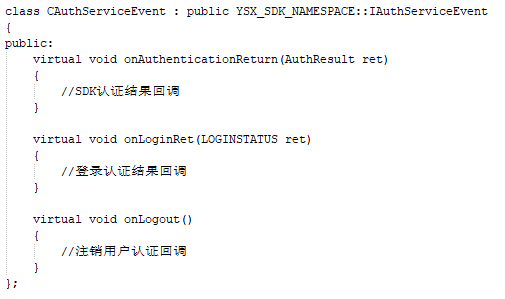 class CAuthServiceEvent : public YSX_SDK_NAMESPACE::IAuthServiceEvent
{
public:
    virtual void onAuthenticationReturn(AuthResult ret)
    {
        //SDK认证结果回调
    }

    virtual void onLoginRet(LOGINSTATUS ret)
    {
        //登录认证结果回调
    }

    virtual void onLogout()
    {
        //注销用户认证回调
    }
};